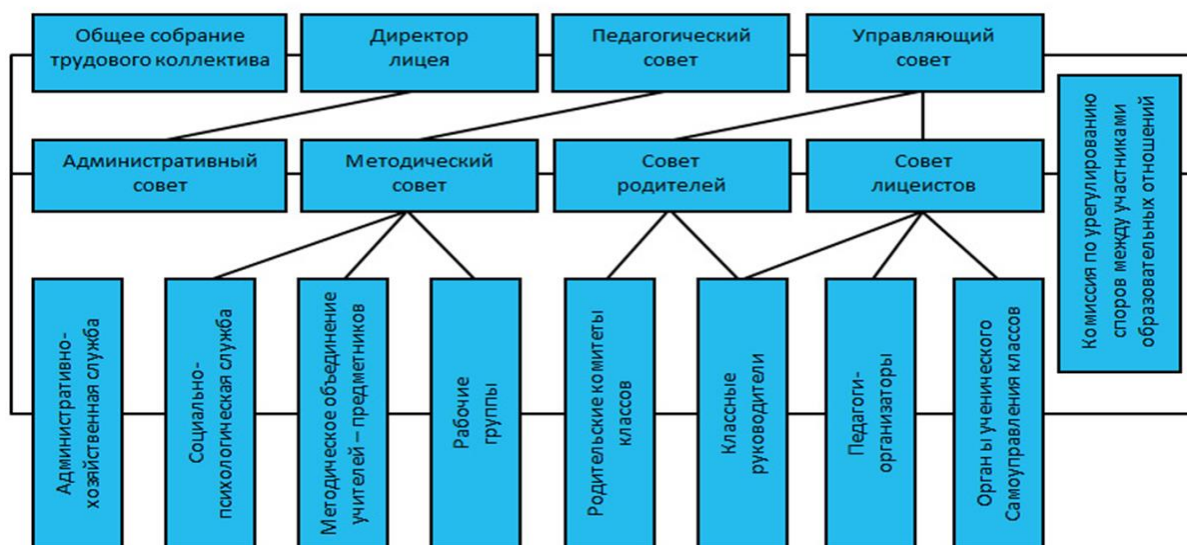 Общее собрание
трудового коллектива
Директор
лицея
Педагогический
совет
Управляющий
совет
Административный
совет
Методический
совет
Совет
родителей
Совет
лицеистов
Комиссия по урегулированию
споров между участниками
образовательных отношений
Административно-
хозяйственная служба
Социально-
психологическая служба
Методическое объединение
учителей – предметников
Рабочие
группы
Родительские комитеты
классов
Классные
руководители
Педагоги-
организаторы
Орган ы ученического
Самоуправления классов